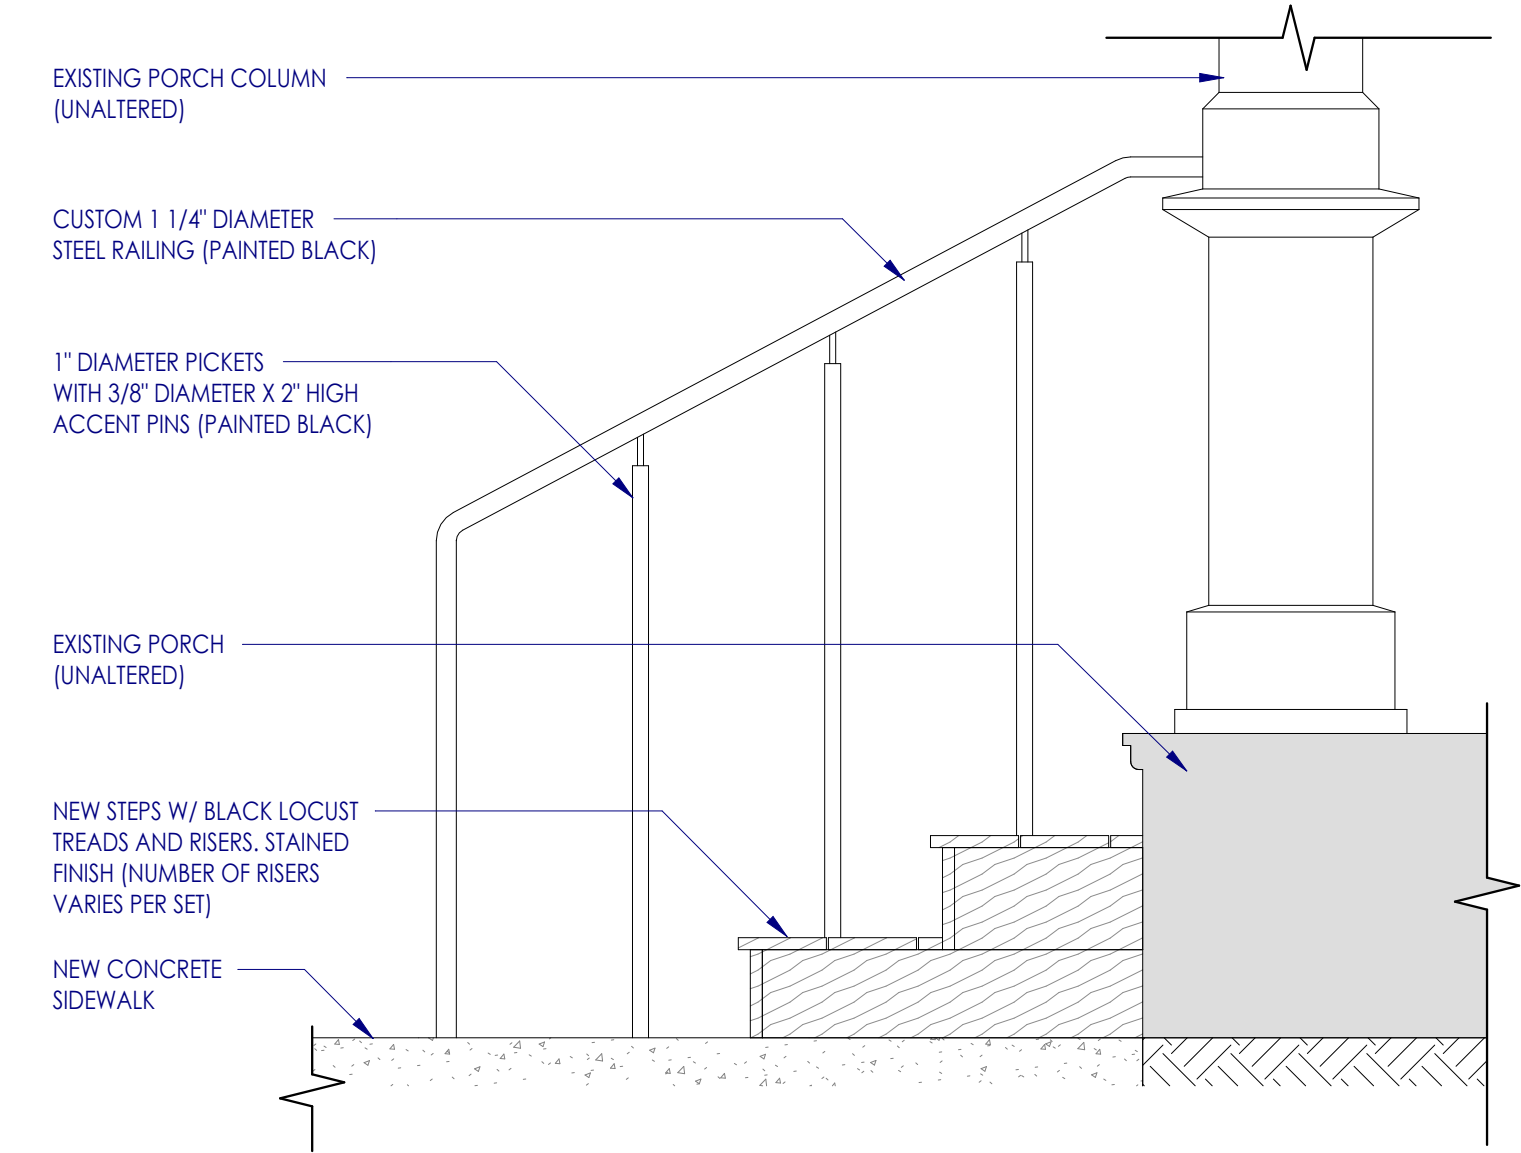 EXISTING PORCH COLUMN
(UNALTERED)
CUSTOM 1 1/4" DIAMETER
STEEL RAILING (PAINTED BLACK)
1" DIAMETER PICKETS
WITH 3/8" DIAMETER X 2" HIGH
ACCENT PINS (PAINTED BLACK)
EXISTING PORCH
(UNALTERED)
NEW STEPS W/ BLACK LOCUST
TREADS AND RISERS. STAINED
FINISH (NUMBER OF RISERS
VARIES PER SET)
NEW CONCRETE
SIDEWALK